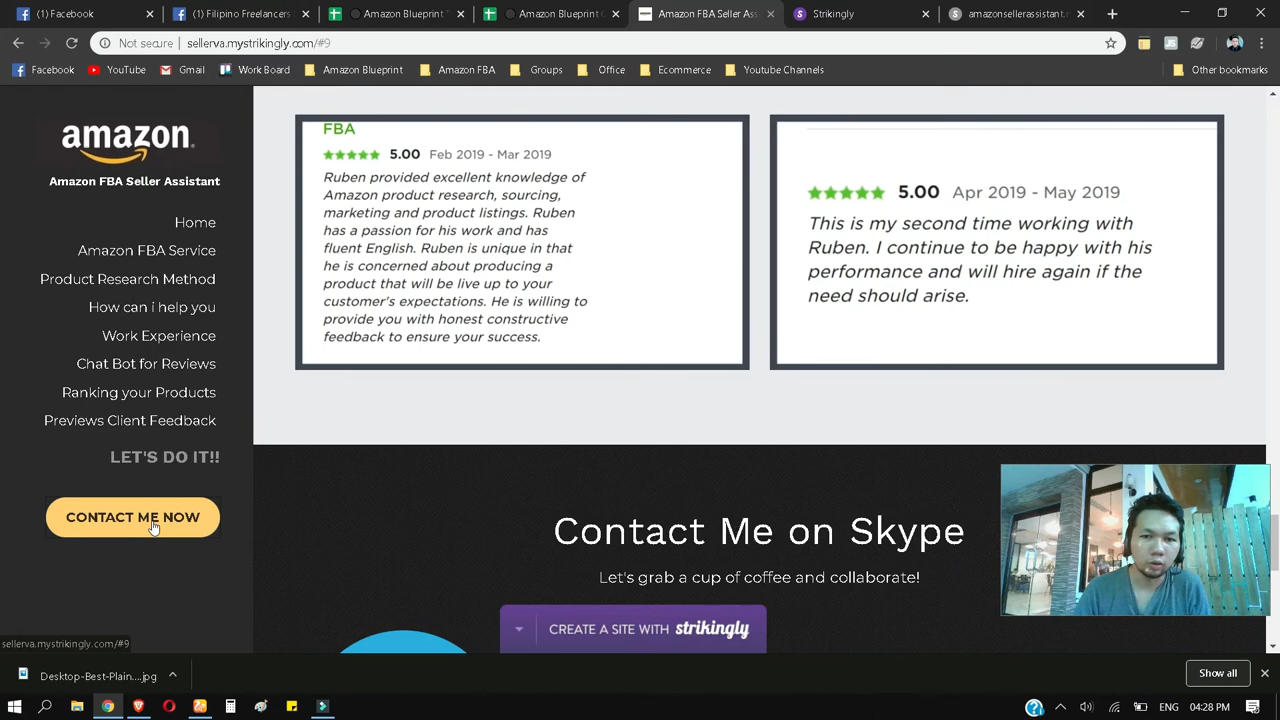 (1) Facebook
(1) Filipino Freelancers
Amazon Blueprint
Amazon Blueprint
Amazon FBA Seller Ass
Strikingly
amazonsellerassistant.m
Not secure
sellerva.mystrikingly.com/#9
Facebook
YouTube
Gmail
Work Board
Amazon Blueprint
Amazon FBA
Groups
Office
Ecommerce
Youtube Channels
Other bookmarks
amazon
Amazon FBA Seller Assistant
Home
Amazon FBA Service
Product Research Method
How can i help you
Work Experience
Chat Bot for Reviews
Ranking your Products
Previews Client Feedback
LET'S DO IT!!
CONTACT ME NOW
FBA
5.00 Feb 2019 - Mar 2019
Ruben provided excellent knowledge of
Amazon product research, sourcing,
marketing and product listings. Ruben
has a passion for his work and has
fluent English. Ruben is unique in that
he is concerned about producing a
product that will be live up to your
customer's expectations. He is willing to
provide you with honest constructive
feedback to ensure your success.
5.00 Apr 2019 - May 2019
This is my second time working with
Ruben. I continue to be happy with his
performance and will hire again if the
need should arise.
Contact Me on Skype
Let's grab a cup of coffee and collaborate!
CREATE A SITE WITH strikingly
sellerva.mystrikingly.com/#9
Desktop-Best-Plain....jpg
Show all
ENG
04:28 PM